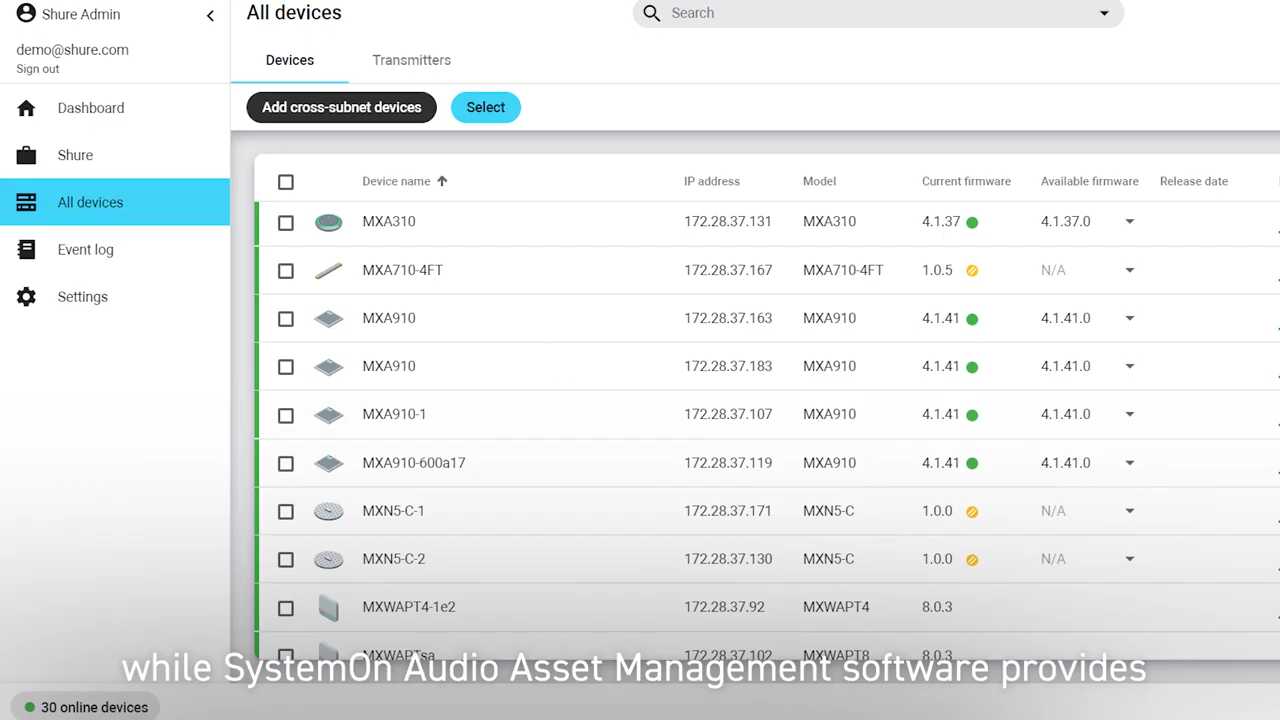 Shure Admin
All devices
Search
demo@shure.com
Sign out
Devices
Transmitters
Add cross-subnet devices
Select
Dashboard
Shure
All devices
Event log
Settings
Device name IP address Model Current firmware Available firmware Release date
MXA310 172.28.37.131 MXA310 4.1.37 4.1.37.0
MXA710-4FT 172.28.37.167 MXA710-4FT 1.0.5 N/A
MXA910 172.28.37.163 MXA910 4.1.41 4.1.41.0
MXA910 172.28.37.183 MXA910 4.1.41 4.1.41.0
MXA910-1 172.28.37.107 MXA910 4.1.41 4.1.41.0
MXA910-600a17 172.28.37.119 MXA910 4.1.41 4.1.41.0
MXN5-C-1 172.28.37.171 MXN5-C 1.0.0 N/A
MXN5-C-2 172.28.37.130 MXN5-C 1.0.0 N/A
MXWAPT4-1e2 172.28.37.92 MXWAPT4 8.0.3
MXWAPTsa 172.28.37.102 MXWAPT8 8.0.3
while SystemOn Audio Asset Management software provides
30 online devices